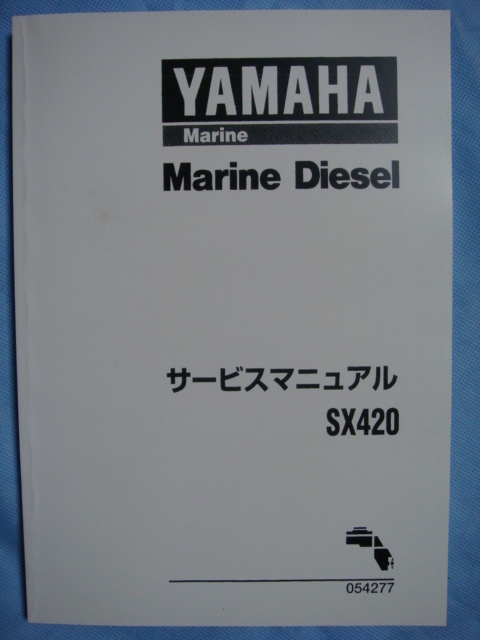 YAMAHA
Marine
Marine Diesel
サービスマニュアル
SX420
054277